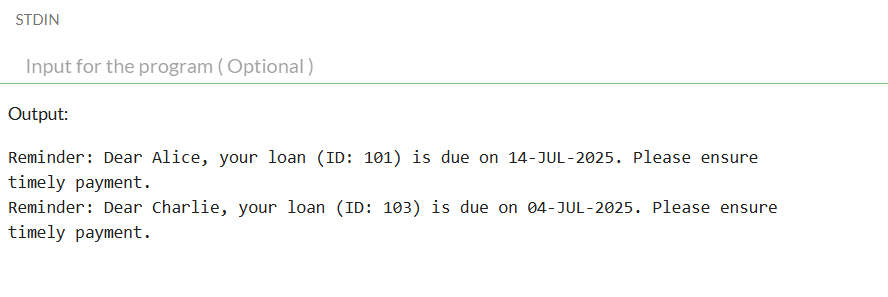 STDIN
Input for the program ( Optional )
Output:
Reminder: Dear Alice, your loan (ID: 101) is due on 14-JUL-2025. Please ensure
timely payment.
Reminder: Dear Charlie, your loan (ID: 103) is due on 04-JUL-2025. Please ensure
timely payment.